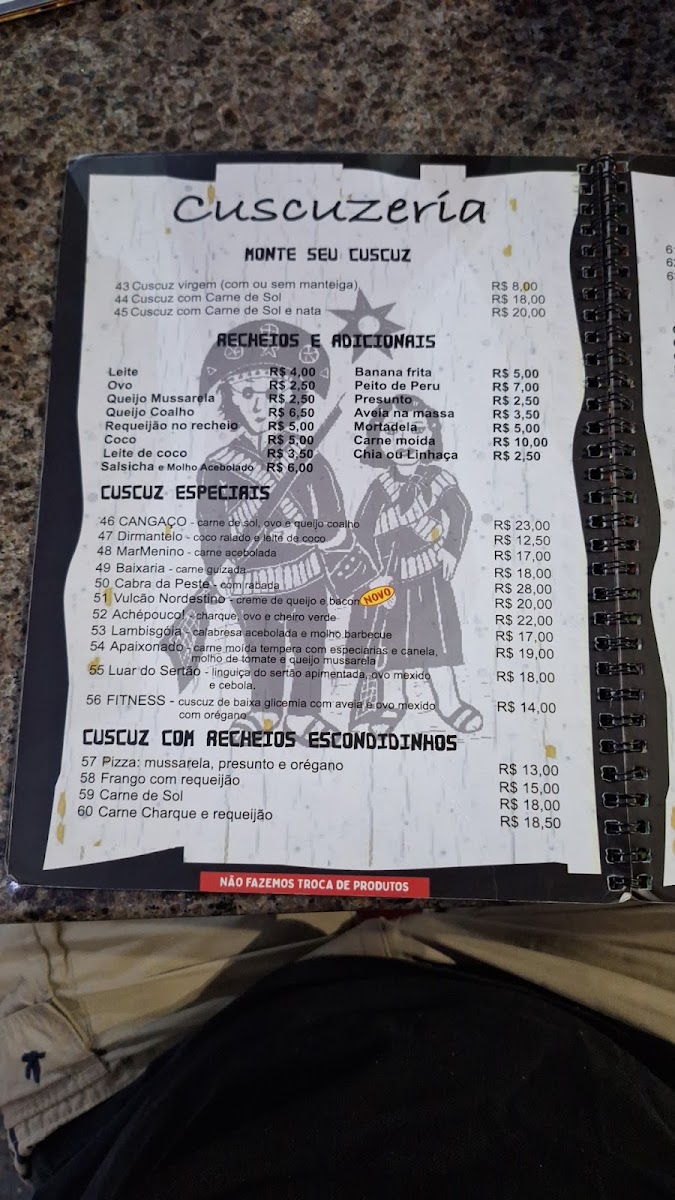 Cuscuzeria
MONTE SEU CUSCUZ
43 Cuscuz virgem (com ou sem manteiga) R$ 8,00
44 Cuscuz com Carne de Sol R$ 18,00
45 Cuscuz com Carne de Sol e nata R$ 20,00
RECHEIOS E ADICIONAIS
Leite R$ 4,00 Banana frita R$ 5,00
Ovo R$ 2,50 Peito de Peru R$ 7,00
Queijo Mussarela R$ 2,50 Presunto R$ 2,50
Queijo Coalho R$ 6,50 Aveia na massa R$ 3,50
Requeijão no recheio R$ 5,00 Mortadela R$ 5,00
Coco R$ 5,00 Carne moída R$ 10,00
Leite de coco R$ 3,50 Chia ou Linhaça R$ 2,50
Salsicha e Molho Acebolado R$ 6,00
CUSCUZ ESPECIAIS
46 CANGAÇO - carne de sol, ovo e queijo coalho R$ 23,00
47 Dirmantelo - coco ralado e leite de coco R$ 12,50
48 MarMenino - carne acebolada R$ 17,00
49 Baixaria - carne guizada R$ 18,00
50 Cabra da Peste - com rabada R$ 28,00
51 Vulcão Nordestino - creme de queijo e bacon NOVO R$ 20,00
52 Achépouco! - charque, ovo e cheiro verde R$ 22,00
53 Lambisgóia - calabresa acebolada e molho barbecue R$ 17,00
54 Apaixonado - carne moída tempera com especiarias e canela, R$ 19,00
molho de tomate e queijo mussarela
55 Luar do Sertão - linguiça do sertão apimentada, ovo mexido R$ 18,00
e cebola.
56 FITNESS - cuscuz de baixa glicemia com aveia e ovo mexido R$ 14,00
com orégano
CUSCUZ COM RECHEIOS ESCONDIDINHOS
57 Pizza: mussarela, presunto e orégano R$ 13,00
58 Frango com requeijão R$ 15,00
59 Carne de Sol R$ 18,00
60 Carne Charque e requeijão R$ 18,50
NÃO FAZEMOS TROCA DE PRODUTOS